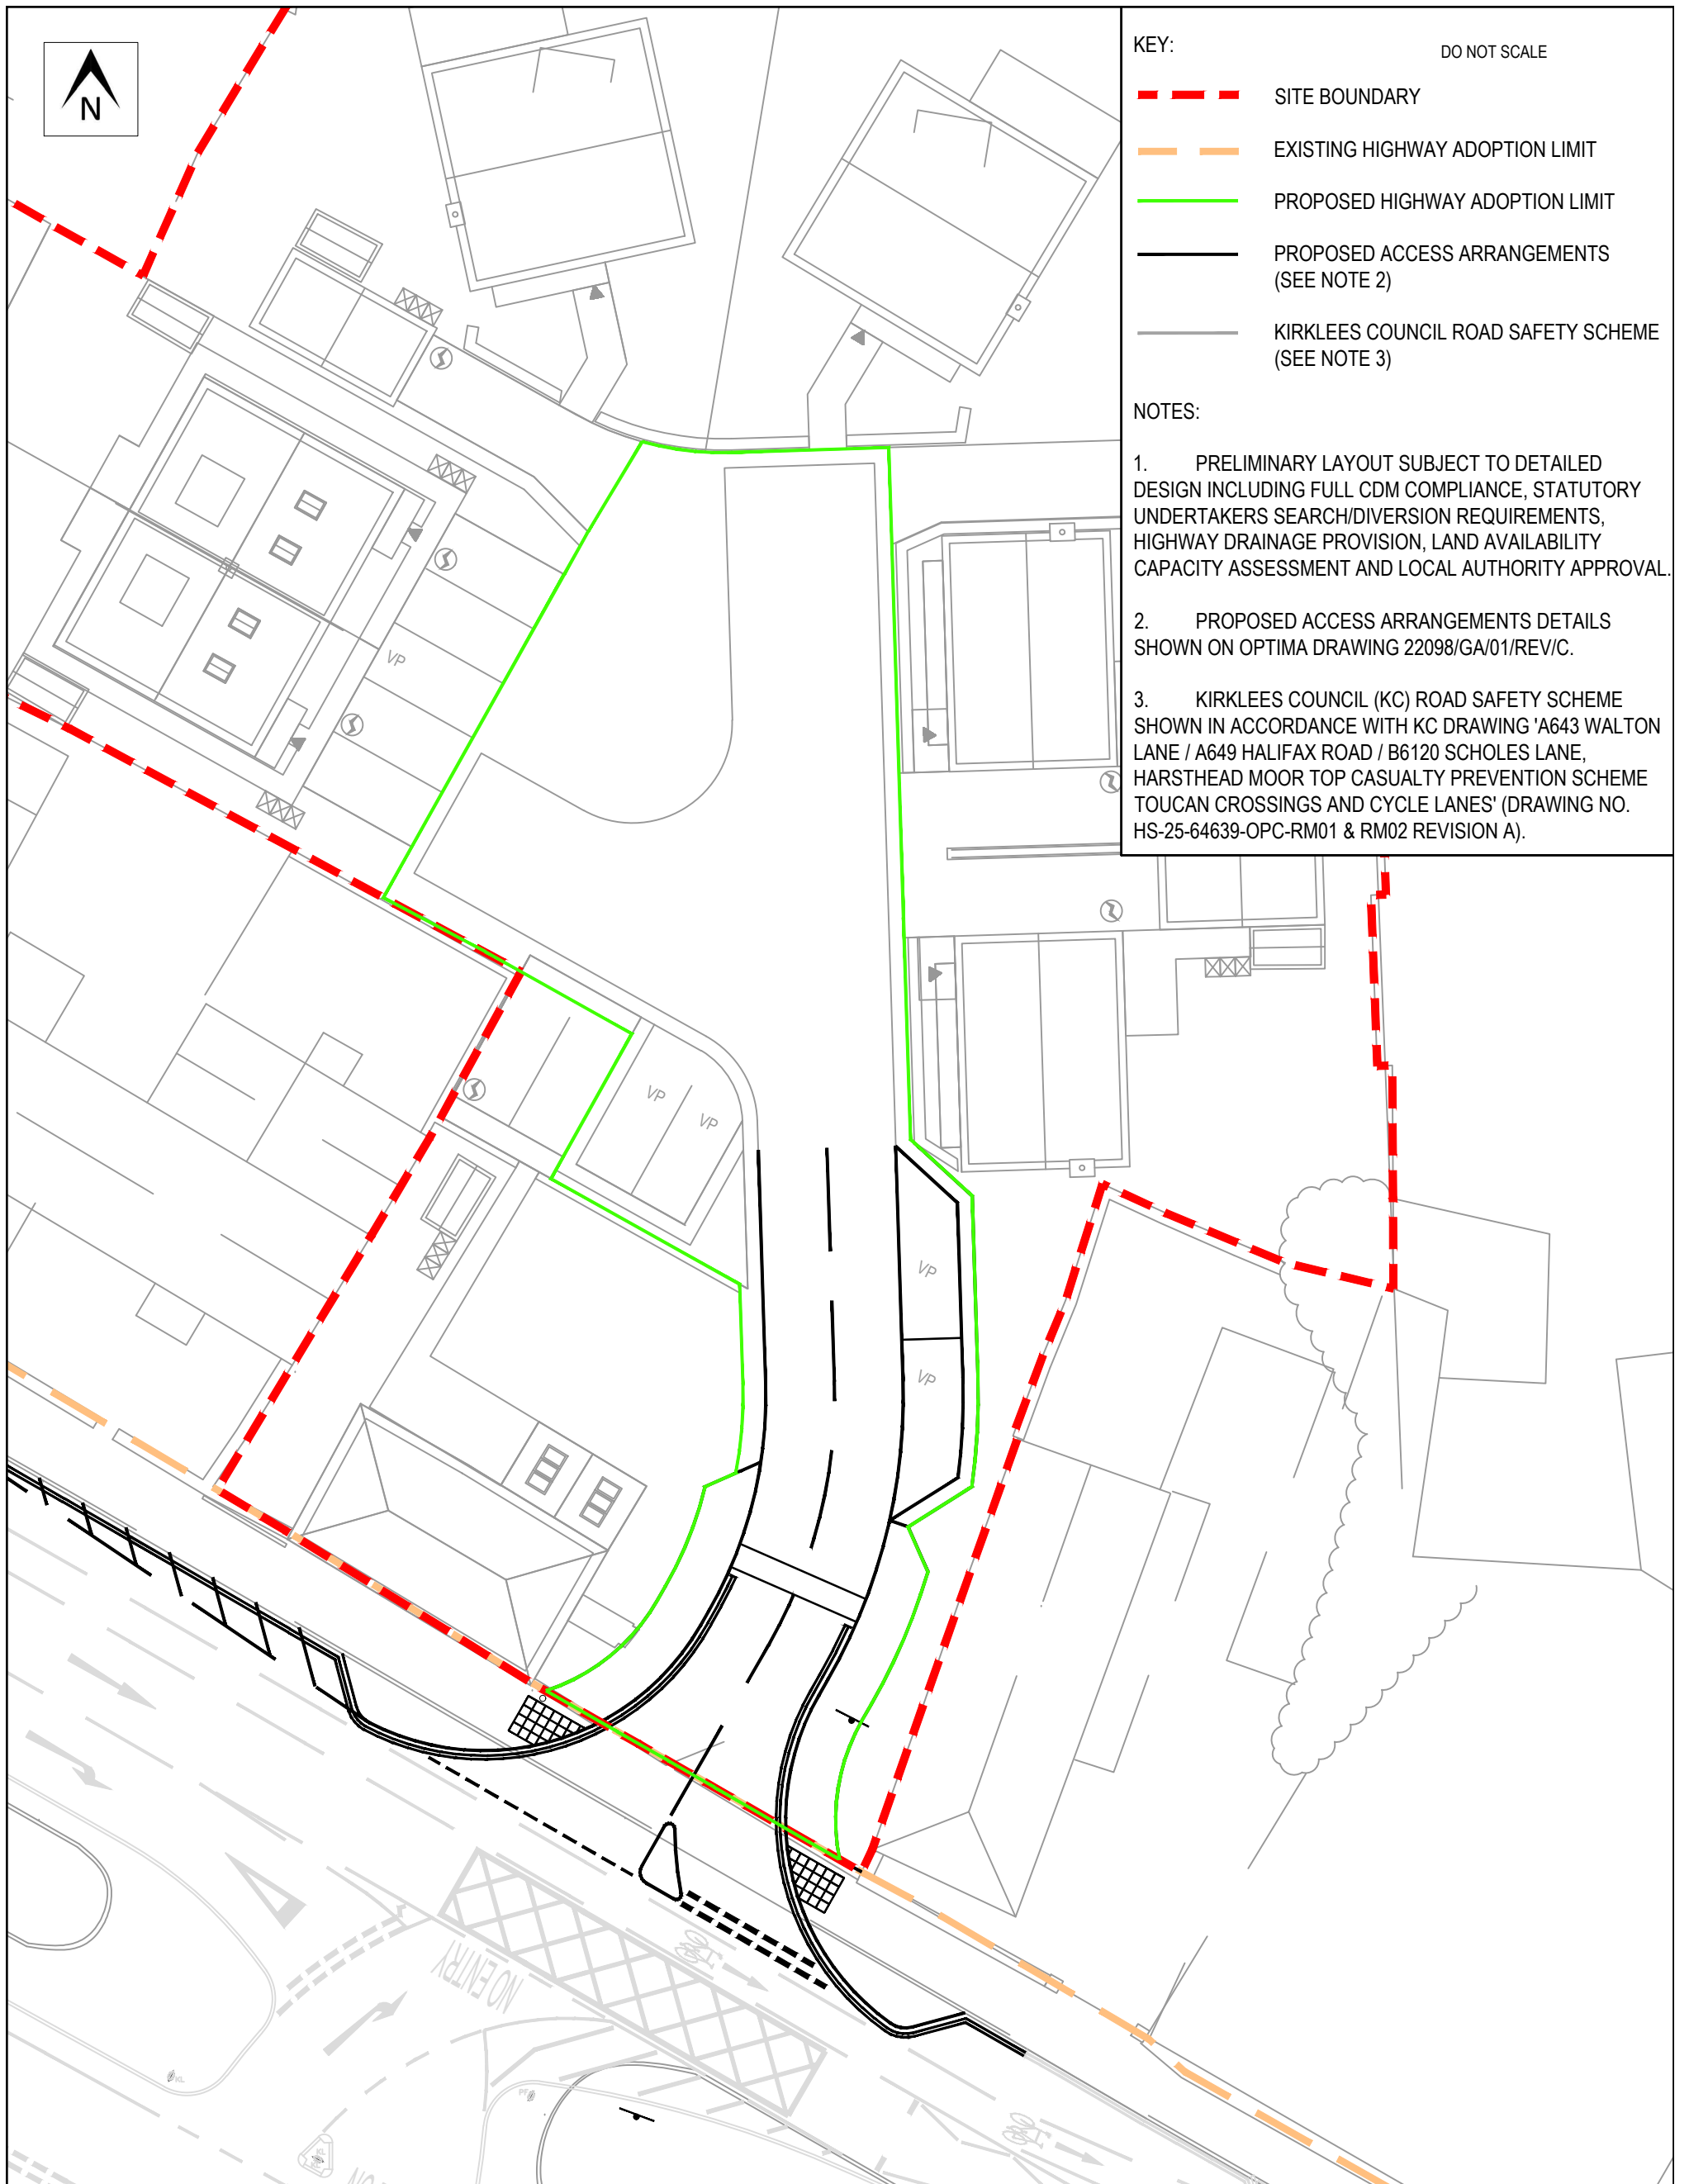 N
KEY:
DO NOT SCALE
SITE BOUNDARY
EXISTING HIGHWAY ADOPTION LIMIT
PROPOSED HIGHWAY ADOPTION LIMIT
PROPOSED ACCESS ARRANGEMENTS
(SEE NOTE 2)
KIRKLEES COUNCIL ROAD SAFETY SCHEME
(SEE NOTE 3)
NOTES:
1. PRELIMINARY LAYOUT SUBJECT TO DETAILED
DESIGN INCLUDING FULL CDM COMPLIANCE, STATUTORY
UNDERTAKERS SEARCH/DIVERSION REQUIREMENTS,
HIGHWAY DRAINAGE PROVISION, LAND AVAILABILITY
CAPACITY ASSESSMENT AND LOCAL AUTHORITY APPROVAL.
2. PROPOSED ACCESS ARRANGEMENTS DETAILS
SHOWN ON OPTIMA DRAWING 22098/GA/01/REV/C.
3. KIRKLEES COUNCIL (KC) ROAD SAFETY SCHEME
SHOWN IN ACCORDANCE WITH KC DRAWING 'A643 WALTON
LANE / A649 HALIFAX ROAD / B6120 SCHOLES LANE,
HARSTHEAD MOOR TOP CASUALTY PREVENTION SCHEME
TOUCAN CROSSINGS AND CYCLE LANES' (DRAWING NO.
HS-25-64639-OPC-RM01 & RM02 REVISION A).
VP
VP
VP
VP
VP
NO ENTRY